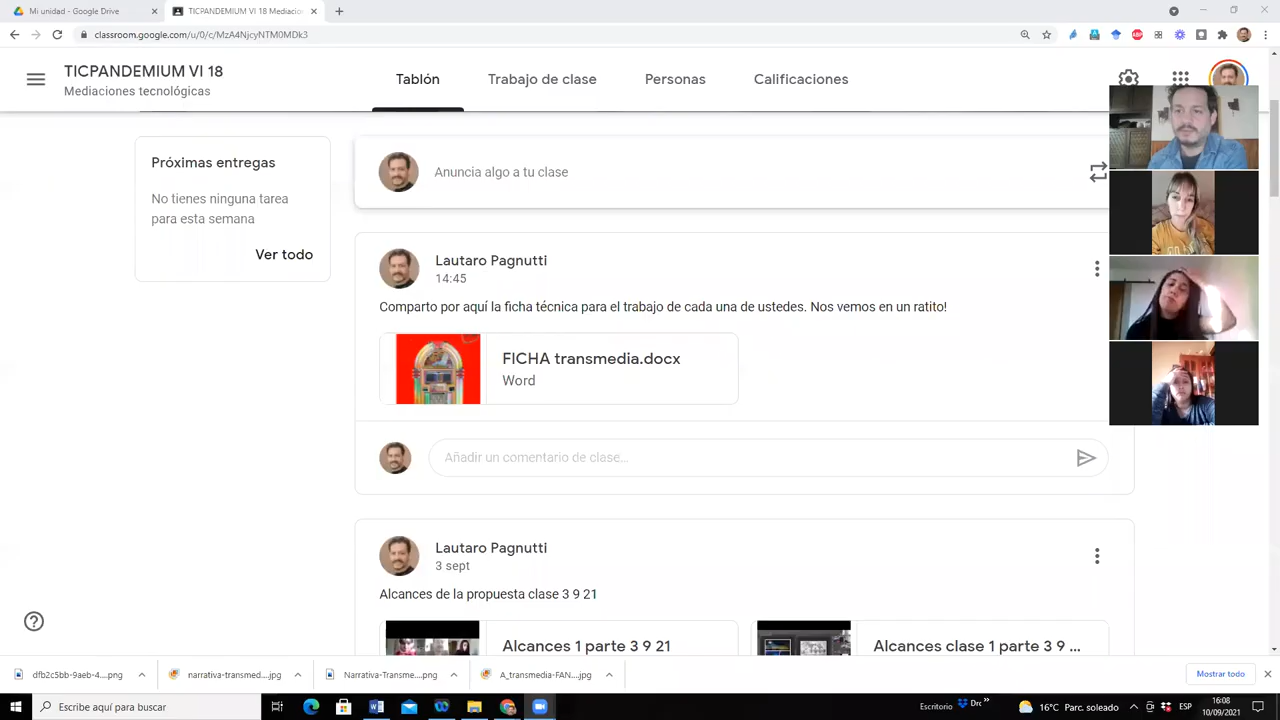 Mi unidad - Google Drive
TICPANDEMIUM VI 18 Mediacion
classroom.google.com/u/0/c/MzA4NjcyNTM0MDk3
TICPANDEMIUM VI 18
Mediaciones tecnológicas
Tablón
Trabajo de clase
Personas
Calificaciones
Próximas entregas
No tienes ninguna tarea
para esta semana
Ver todo
Anuncia algo a tu clase
Lautaro Pagnutti
14:45
Comparto por aquí la ficha técnica para el trabajo de cada una de ustedes. Nos vemos en un ratito!
FICHA transmedia.docx
Word
Añadir un comentario de clase...
Lautaro Pagnutti
3 sept
Alcances de la propuesta clase 3 9 21
Alcances 1 parte 3 9 21
Alcances clase 1 parte 3 9 ...
dfb2c5bb-9aeb-4....png
narrativa-transmed....jpg
Narrativa-Transme....png
A_transmedia-FAN....jpg
Mostrar todo
Escribe aquí para buscar
Escritorio
16°C Parc. soleado
ESP
16:08
10/09/2021